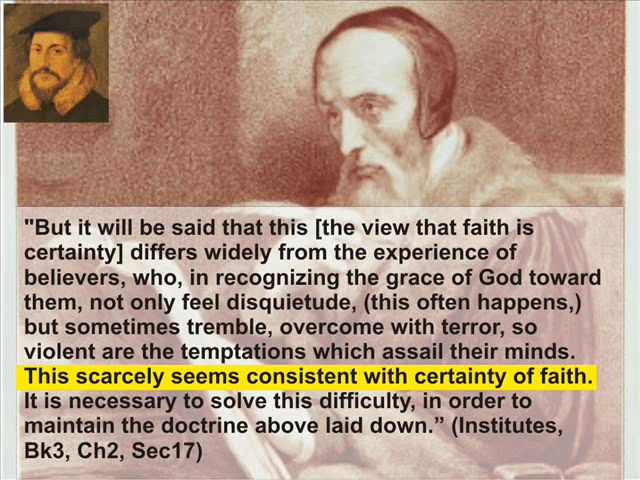 "But it will be said that this [the view that faith is
certainty] differs widely from the experience of
believers, who, in recognizing the grace of God toward
them, not only feel disquietude, (this often happens,)
but sometimes tremble, overcome with terror, so
violent are the temptations which assail their minds.
This scarcely seems consistent with certainty of faith.
It is necessary to solve this difficulty, in order to
maintain the doctrine above laid down.” (Institutes,
Bk3, Ch2, Sec17)